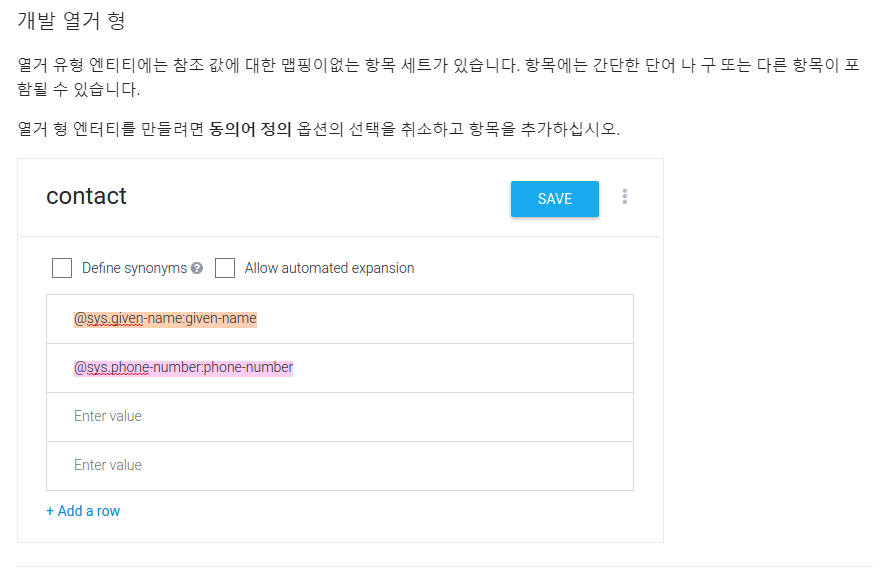 개발 열거 형
열거 유형 엔티티에는 참조 값에 대한 맵핑이없는 항목 세트가 있습니다. 항목에는 간단한 단어 나 구 또는 다른 항목이 포
함될 수 있습니다.
열거 형 엔터티를 만들려면 동의어 정의 옵션의 선택을 취소하고 항목을 추가하십시오.
contact
SAVE
Define synonyms ? Allow automated expansion
@sys.given-name:given-name
@sys.phone-number:phone-number
Enter value
Enter value
+ Add a row